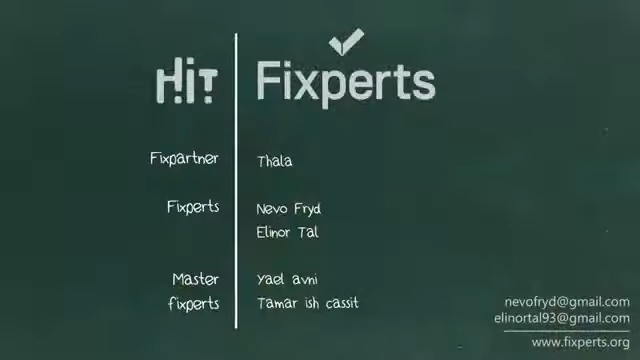 HiT Fixperts
Fixpartner Thala
Fixperts Nevo Fryd
Elinor Tal
Master Yael avni
fixperts Tamar ish cassit
nevofryd@gmail.com
elinortal93@gmail.com
www.fixperts.org